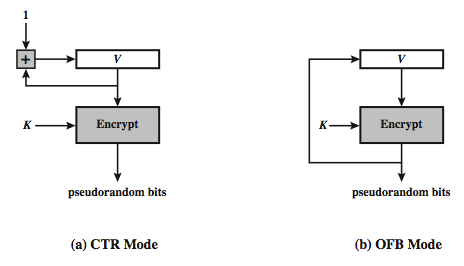 1
+
V
K
Encrypt
pseudorandom bits
(a) CTR Mode
V
K
Encrypt
pseudorandom bits
(b) OFB Mode